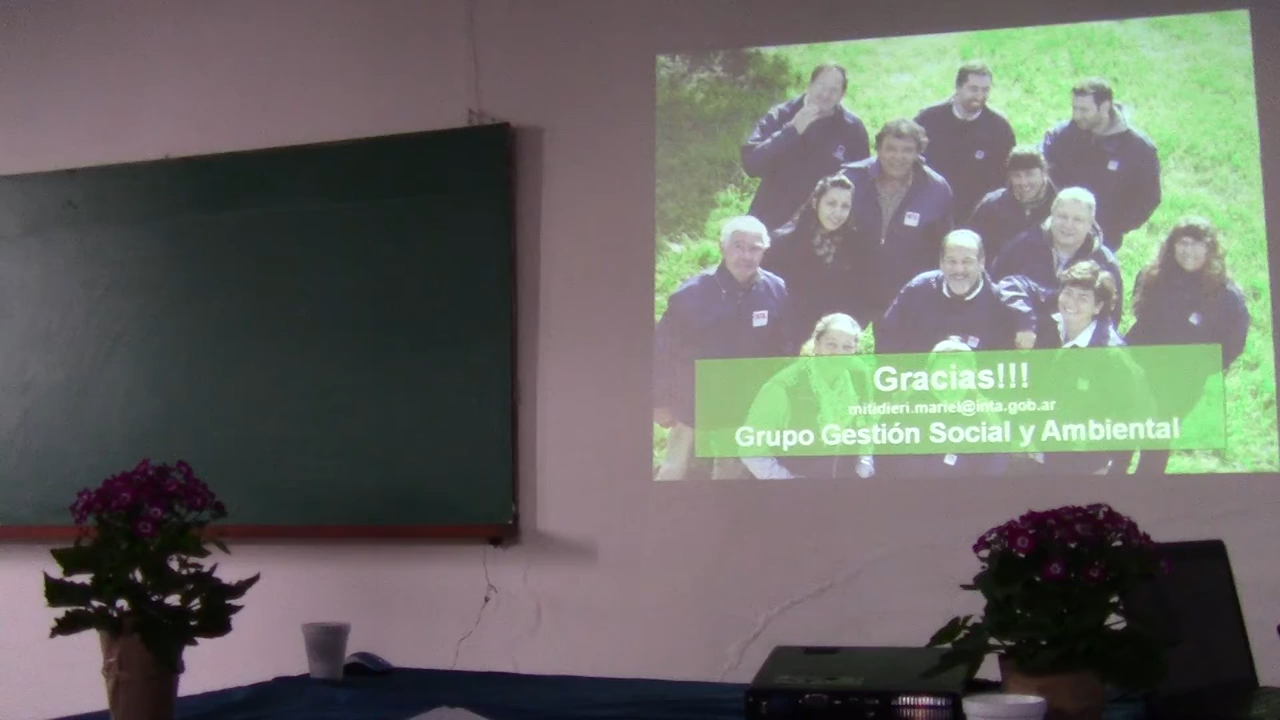 Gracias!!!
mitidieri.mariel@inta.gob.ar
Grupo Gestión Social y Ambiental